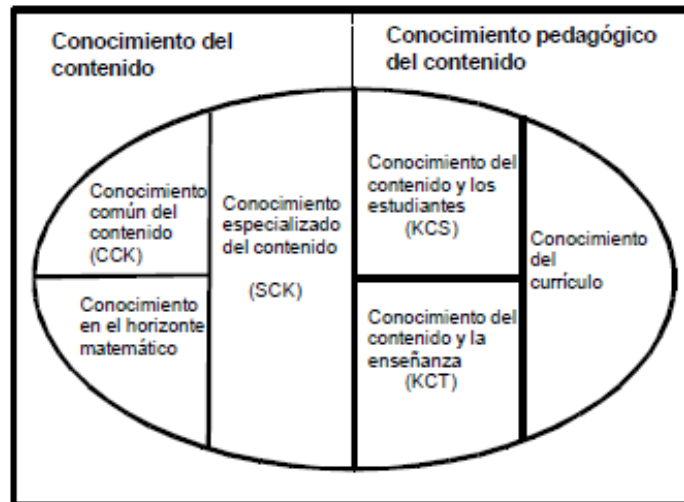 Conocimiento del
contenido
Conocimiento pedagógico
del contenido
Conocimiento
común del
contenido
(CCK)
Conocimiento
en el horizonte
matemático
Conocimiento
especializado
del contenido
(SCK)
Conocimiento del
contenido y los
estudiantes
(KCS)
Conocimiento del
contenido y la
enseñanza
(KCT)
Conocimiento
del
currículo